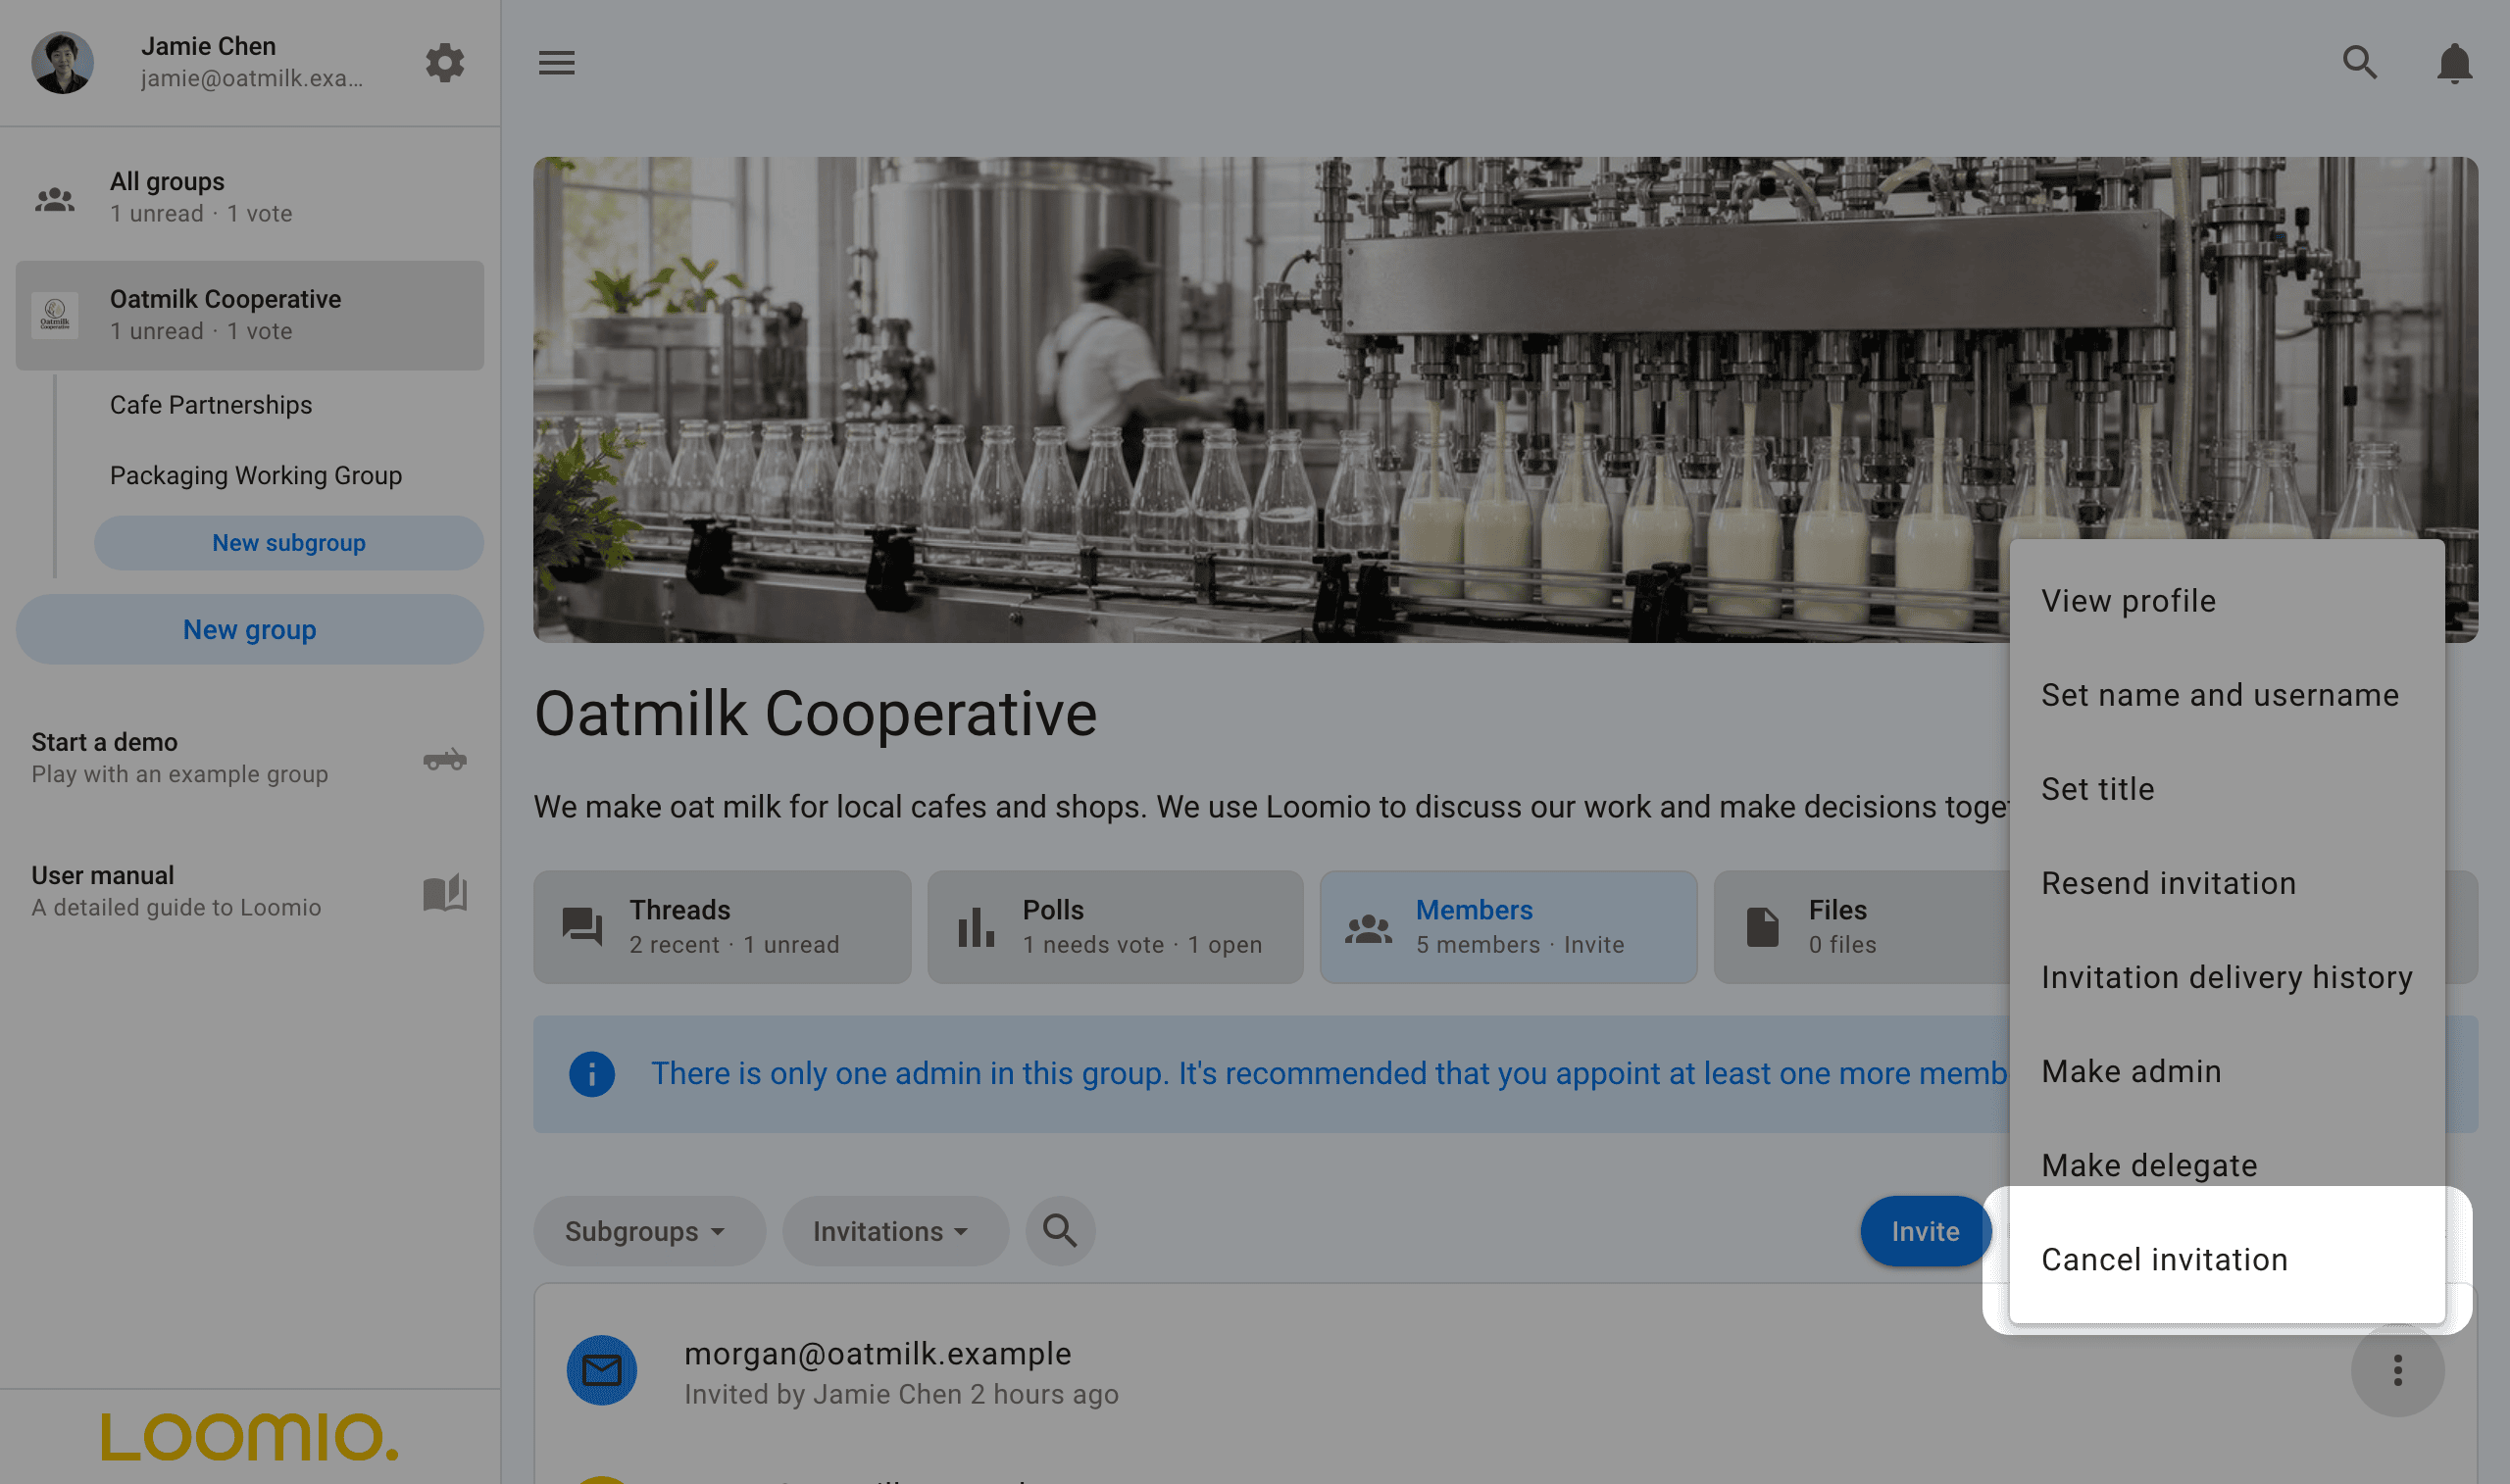 Jamie Chen
jamie@oatmilk.exa...
All groups
1 unread · 1 vote
Oatmilk Cooperative
Oatmilk Cooperative
1 unread · 1 vote
Cafe Partnerships
Packaging Working Group
New subgroup
New group
Start a demo
Play with an example group
User manual
A detailed guide to Loomio
LOOMIO.
Oatmilk Cooperative
We make oat milk for local cafes and shops. We use Loomio to discuss our work and make decisions
Threads
2 recent · 1 unread
Polls
1 needs vote · 1 open
Members
5 members · Invite
Files
0 files
There is only one admin in this group. It's recommended that you appoint at least one more
Subgroups
Invitations
Invite
morgan@oatmilk.example
Invited by Jamie Chen 2 hours ago
View profile
Set name and username
Set title
Resend invitation
Invitation delivery history
Make admin
Make delegate
Cancel invitation